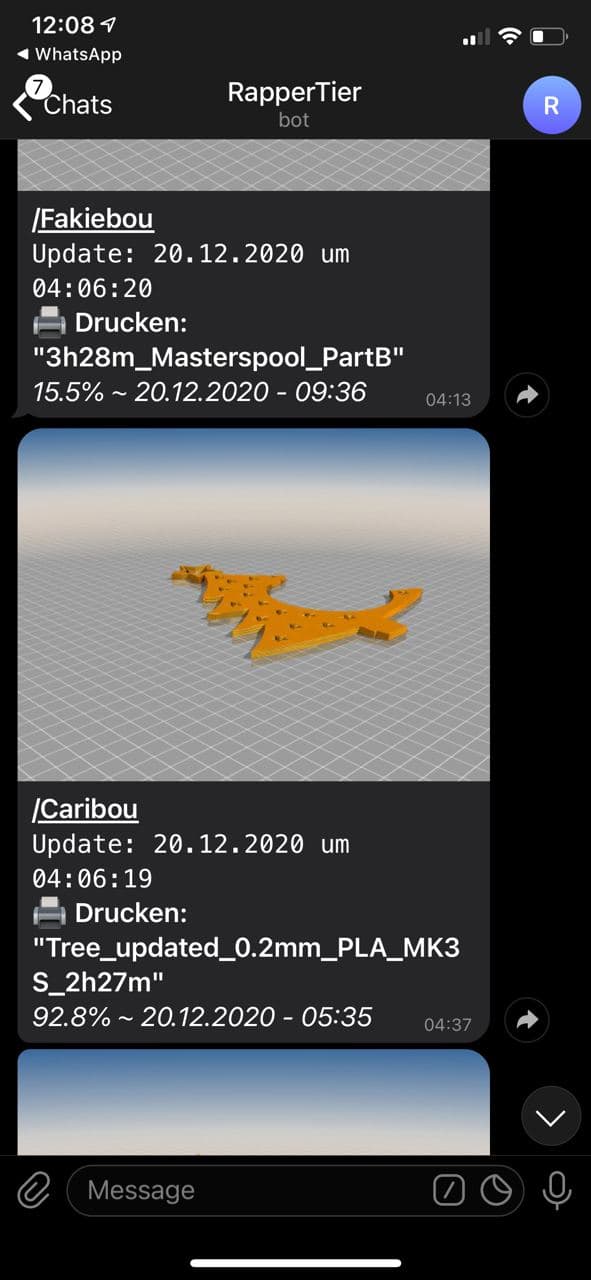 12:08
WhatsApp
7
Chats
RapperTier
bot
R
/Fakiebou
Update: 20.12.2020 um
04:06:20
Drucken:
"3h28m_Masterspool_PartB"
15.5% ~ 20.12.2020 - 09:36
04:13
/Caribou
Update: 20.12.2020 um
04:06:19
Drucken:
"Tree_updated_0.2mm_PLA_MK3
S_2h27m"
92.8% ~ 20.12.2020 - 05:35
04:37
Message